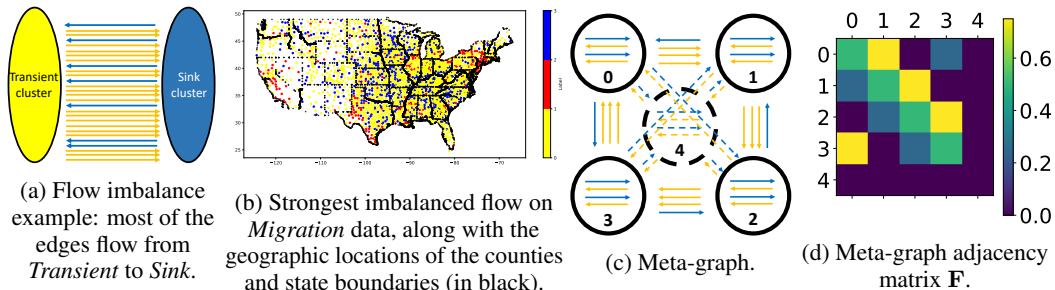 Transient
cluster
Sink
cluster
(a) Flow imbalance
example: most of the
edges flow from
Transient to Sink.
50
45
40
35
30
25
−120
−110
−100
−90
−80
−70
3
2
1
0
Label
(b) Strongest imbalanced flow on
Migration data, along with the
geographic locations of the counties
and state boundaries (in black).
0
1
4
3
2
(c) Meta-graph.
0 1 2 3 4
0
1
2
3
4
0.6
0.4
0.2
0.0
(d) Meta-graph adjacency
matrix F.